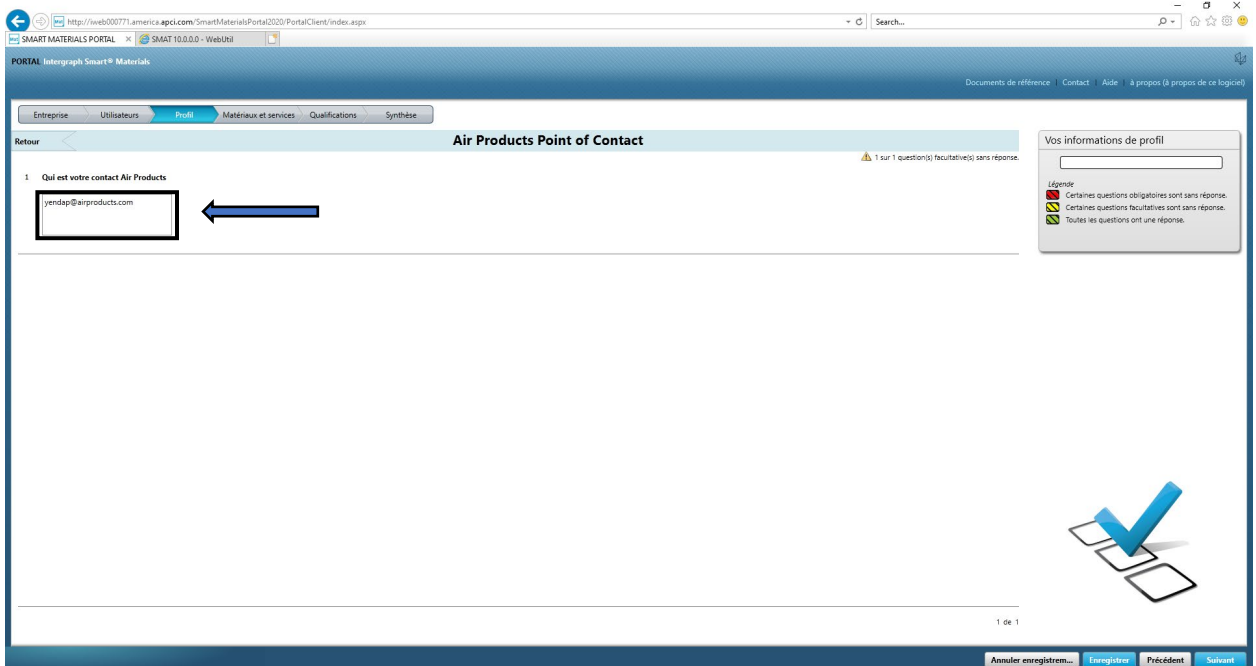 http://iweb000771.america.apci.com/SmartMaterialsPortal2020/PortalClient/index.aspx
Search...
SMART MATERIALS PORTAL
SMAT 10.0.0.0 - WebUtil
PORTAL Intergraph Smart® Materials
Documents de référence | Contact | Aide | à propos (à propos de ce logiciel)
Entreprise Utilisateurs Profil Matériaux et services Qualifications Synthèse
Retour
Air Products Point of Contact
1 sur 1 question(s) facultative(s) sans réponse.
1 Qui est votre contact Air Products
yendap@airproducts.com
Vos informations de profil
Légende
Certaines questions obligatoires sont sans réponse.
Certaines questions facultatives sont sans réponse.
Toutes les questions ont une réponse.
1 de 1
Annuler enregistrem... Enregistrer Précédent Suivant